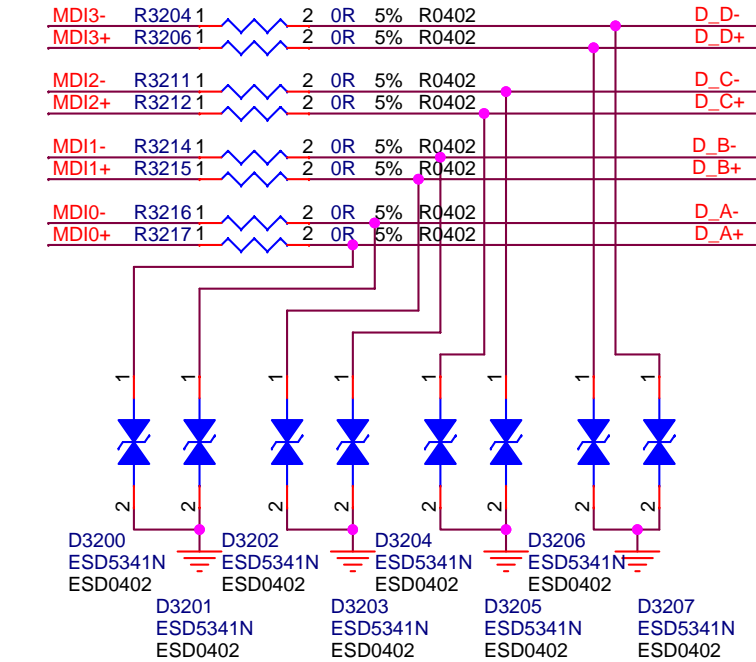 MDI3- R3204 1 2 0R 5% R0402 D_D-
MDI3+ R3206 1 2 0R 5% R0402 D_D+
MDI2- R3211 1 2 0R 5% R0402 D_C-
MDI2+ R3212 1 2 0R 5% R0402 D_C+
MDI1- R3214 1 2 0R 5% R0402 D_B-
MDI1+ R3215 1 2 0R 5% R0402 D_B+
MDI0- R3216 1 2 0R 5% R0402 D_A-
MDI0+ R3217 1 2 0R 5% R0402 D_A+
1 1 1 1 1 1 1 1
2 2 2 2 2 2 2 2
D3200 D3202 D3204 D3206
ESD5341N ESD5341N ESD5341N ESD5341N
ESD0402 ESD0402 ESD0402 ESD0402
D3201 D3203 D3205 D3207
ESD5341N ESD5341N ESD5341N ESD5341N
ESD0402 ESD0402 ESD0402 ESD0402